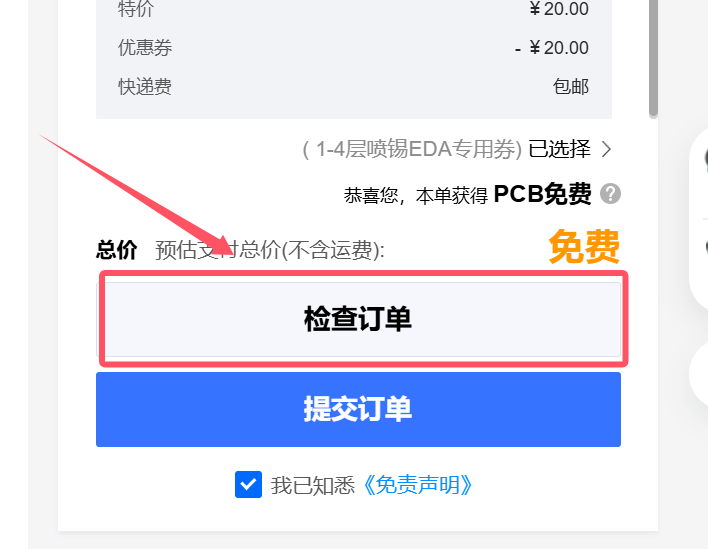 特价 ￥20.00
优惠券 - ￥20.00
快递费 包邮
( 1-4层喷锡EDA专用券) 已选择 >
恭喜您，本单获得 PCB免费 ?
总价 预估支付总价(不含运费): 免费
检查订单
提交订单
我已知悉《免责声明》